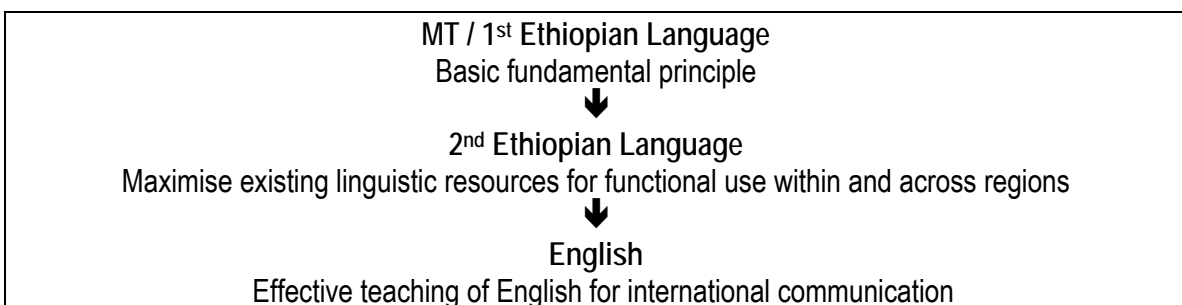 MT / 1st Ethiopian Language
Basic fundamental principle
2nd Ethiopian Language
Maximise existing linguistic resources for functional use within and across regions
English
Effective teaching of English for international communication